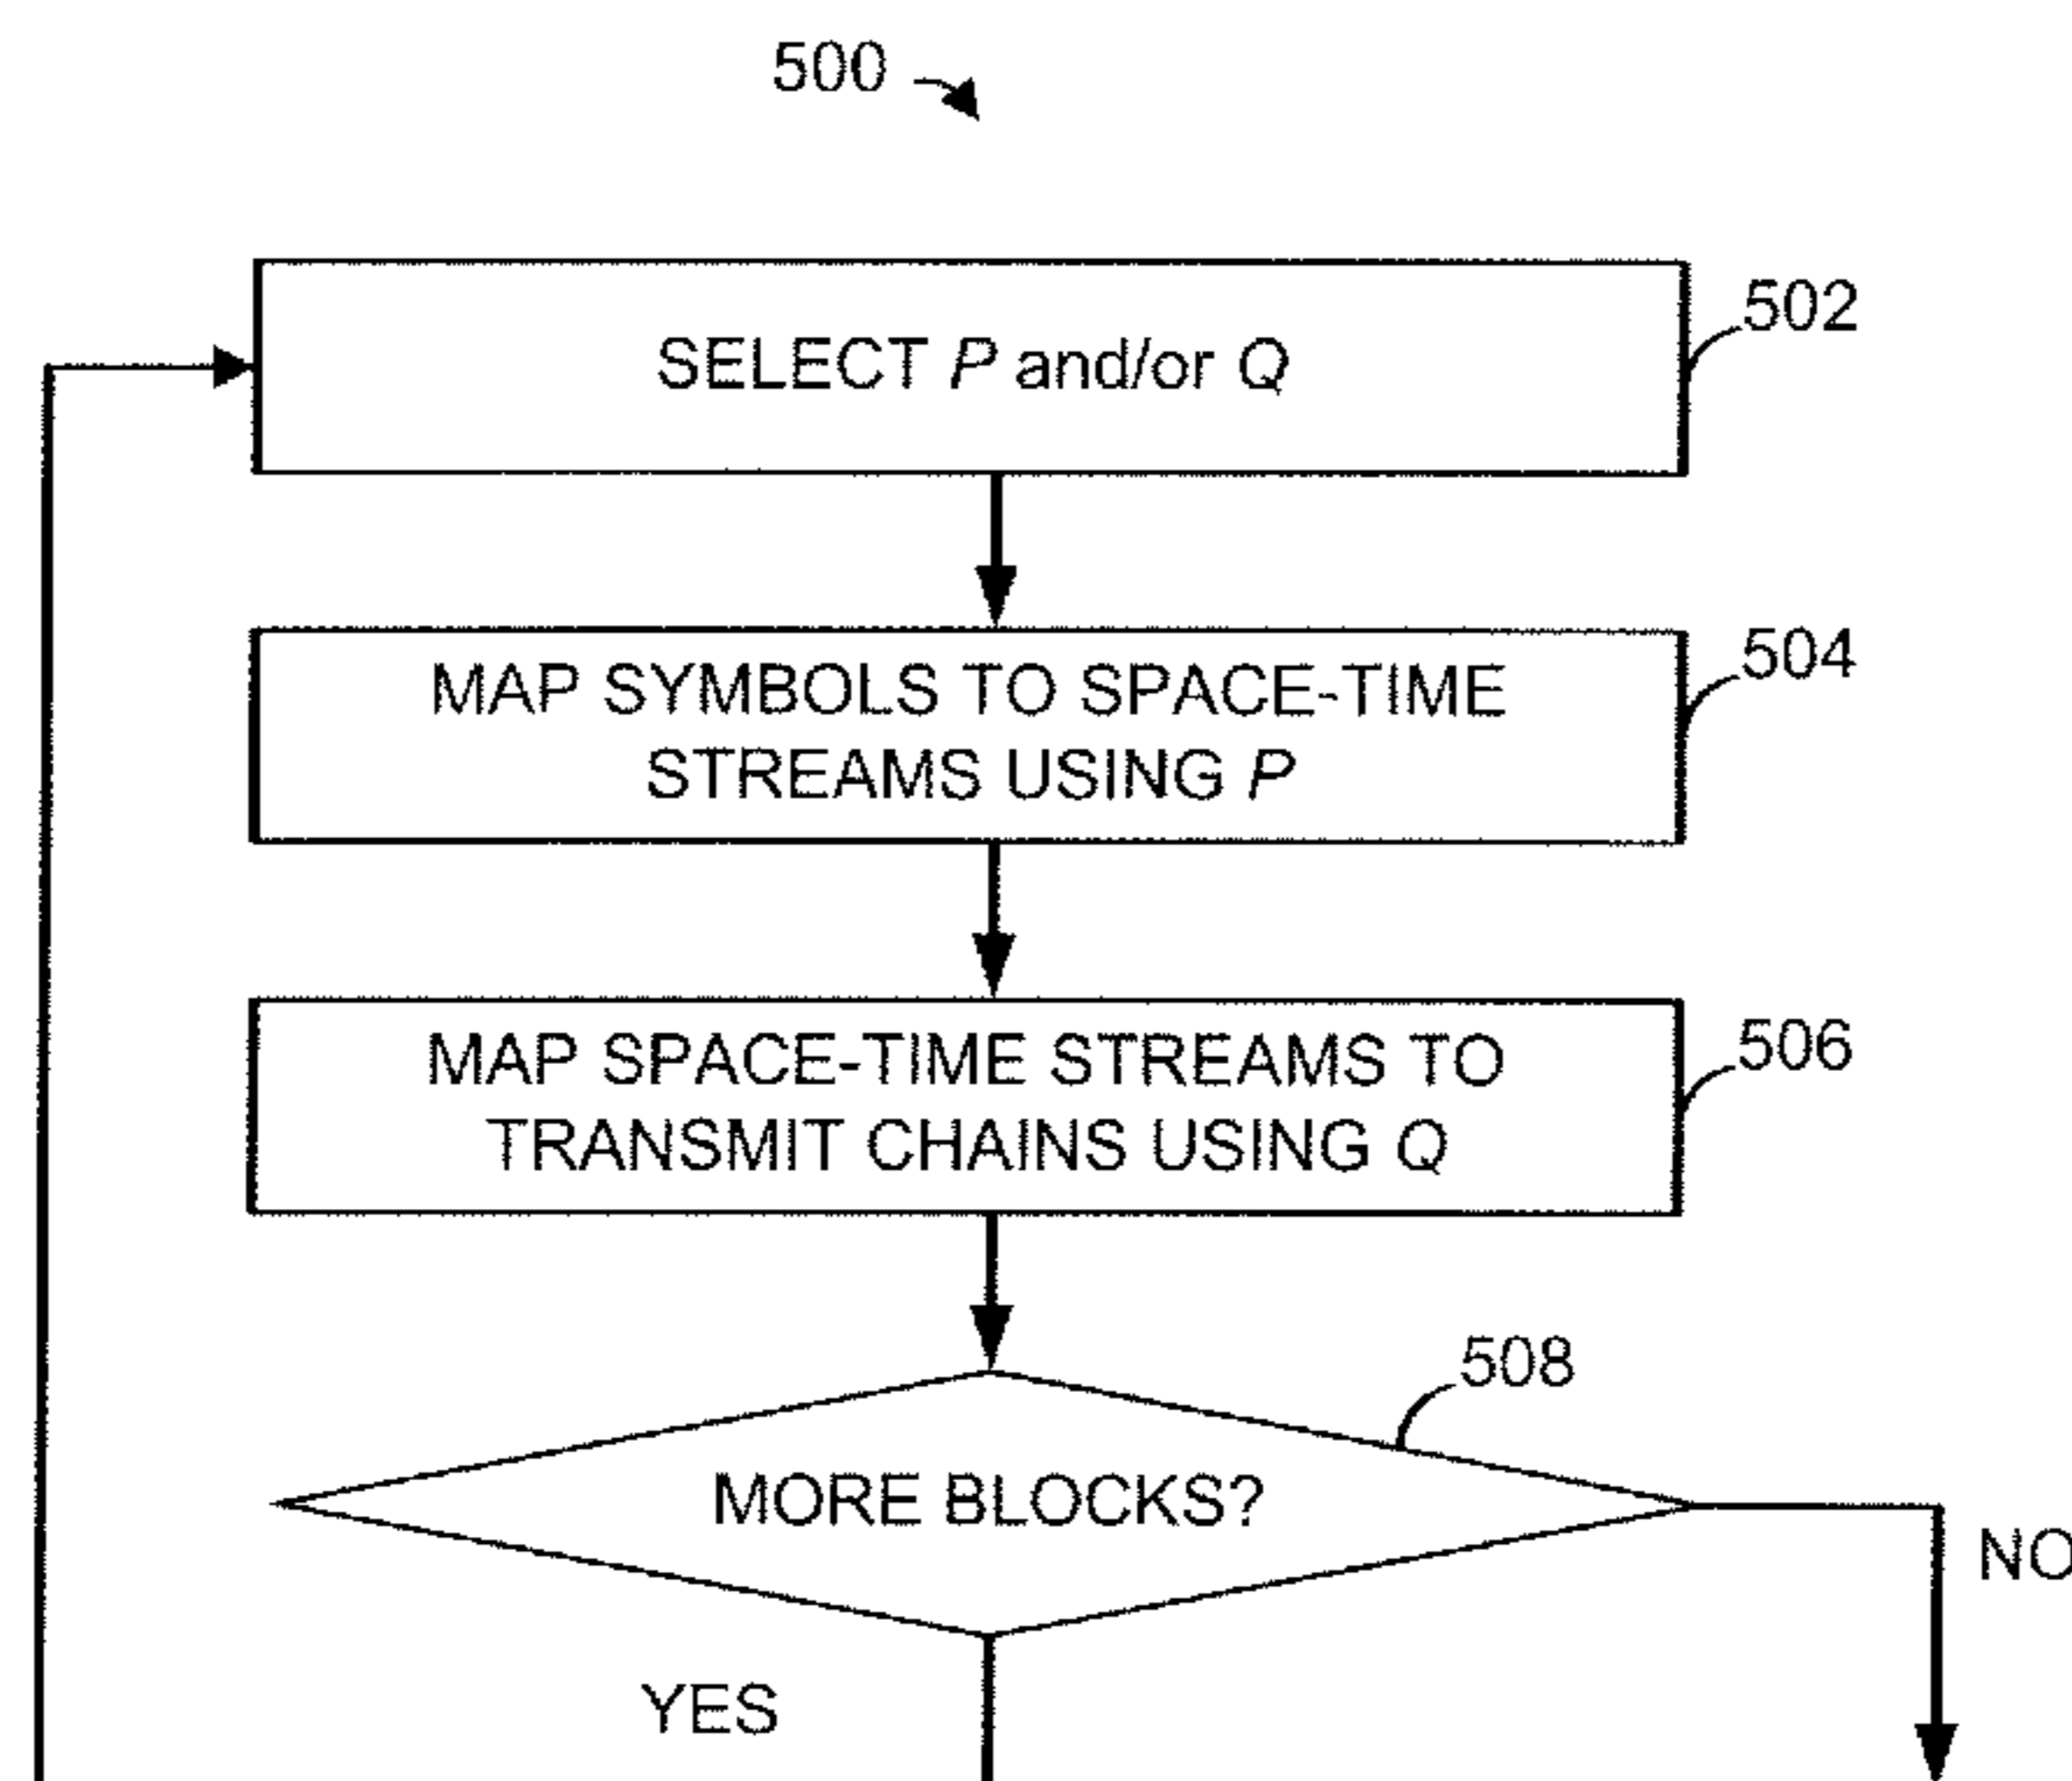 500
502
SELECT P and/or Q
504
MAP SYMBOLS TO SPACE-TIME
STREAMS USING P
506
MAP SPACE-TIME STREAMS TO
TRANSMIT CHAINS USING Q
508
MORE BLOCKS?
NO
YES